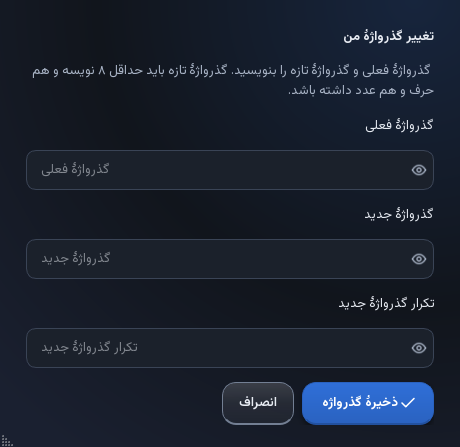 تغییر گذرواژهٔ من
گذرواژهٔ فعلی و گذرواژهٔ تازه را بنویسید. گذرواژهٔ تازه باید حداقل ۸ نویسه و هم
حرف و هم عدد داشته باشد.
گذرواژهٔ فعلی
گذرواژهٔ فعلی
گذرواژهٔ جدید
گذرواژهٔ جدید
تکرار گذرواژهٔ جدید
تکرار گذرواژهٔ جدید
ذخیرهٔ گذرواژه
انصراف